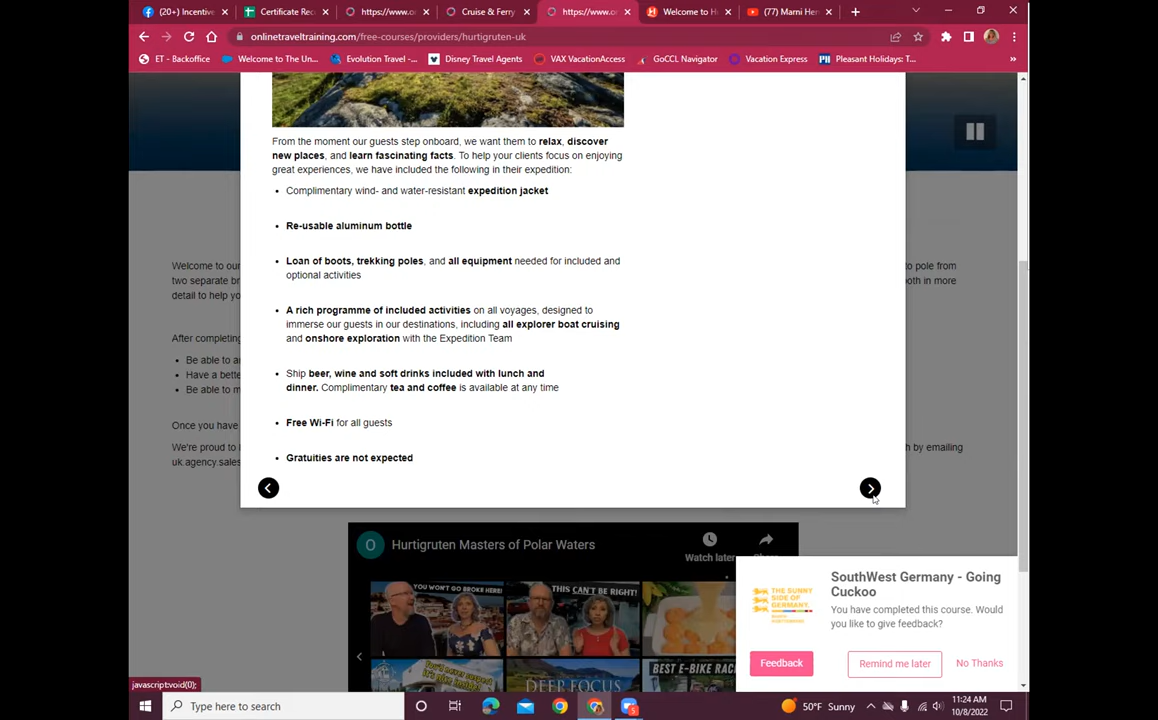 (20+) Incentive
Certificate Rec
https://www.o
Cruise & Ferry
https://www.o
Welcome to H
(77) Marni Her
onlinetraveltraining.com/free-courses/providers/hurtigruten-uk
ET - Backoffice
Welcome to The Un...
Evolution Travel -...
Disney Travel Agents
VAX VacationAccess
GoCCL Navigator
Vacation Express
Pleasant Holidays: T...
»
From the moment our guests step onboard, we want them to relax, discover
new places, and learn fascinating facts. To help your clients focus on enjoying
great experiences, we have included the following in their expedition:
• Complimentary wind- and water-resistant expedition jacket
• Re-usable aluminum bottle
• Loan of boots, trekking poles, and all equipment needed for included and
optional activities
• A rich programme of included activities on all voyages, designed to
immerse our guests in our destinations, including all explorer boat cruising
and onshore exploration with the Expedition Team
• Ship beer, wine and soft drinks included with lunch and
dinner. Complimentary tea and coffee is available at any time
• Free Wi-Fi for all guests
• Gratuities are not expected
Welcome to our
two separate br
detail to help yo
After completing
• Be able to a
• Have a bette
• Be able to m
Once you have
We're proud to
uk.agency.sales
to pole from
both in more
h by emailing
O
Hurtigruten Masters of Polar Waters
Watch later
YOU WON'T GO BROKE HERE!
THIS CAN'T BE RIGHT!
DEEP FOCUS
BEST E-BIKE RAC
THE SUNNY
SIDE OF
GERMANY.
SouthWest Germany - Going
Cuckoo
You have completed this course. Would
you like to give feedback?
Feedback
Remind me later
No Thanks
javascript:void(0);
Type here to search
50°F Sunny
11:24 AM
10/8/2022